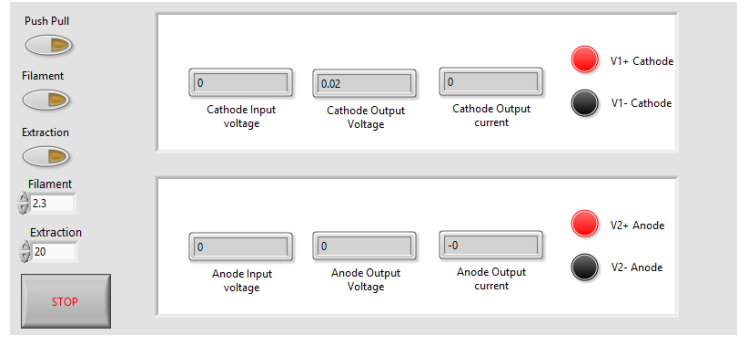 Push Pull
Filament
Extraction
Filament
2.3
Extraction
20
STOP
0
0.02
0
Cathode Input
voltage
Cathode Output
Voltage
Cathode Output
current
V1+ Cathode
V1- Cathode
0
0
-0
Anode Input
voltage
Anode Output
Voltage
Anode Output
current
V2+ Anode
V2- Anode